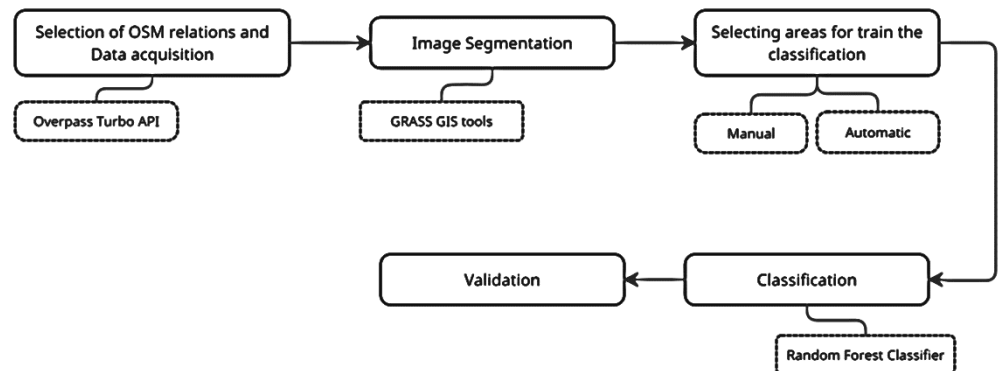 Selection of OSM relations and
Data acquisition
Overpass Turbo API
Image Segmentation
GRASS GIS tools
Selecting areas for train the
classification
Manual
Automatic
Classification
Random Forest Classifier
Validation